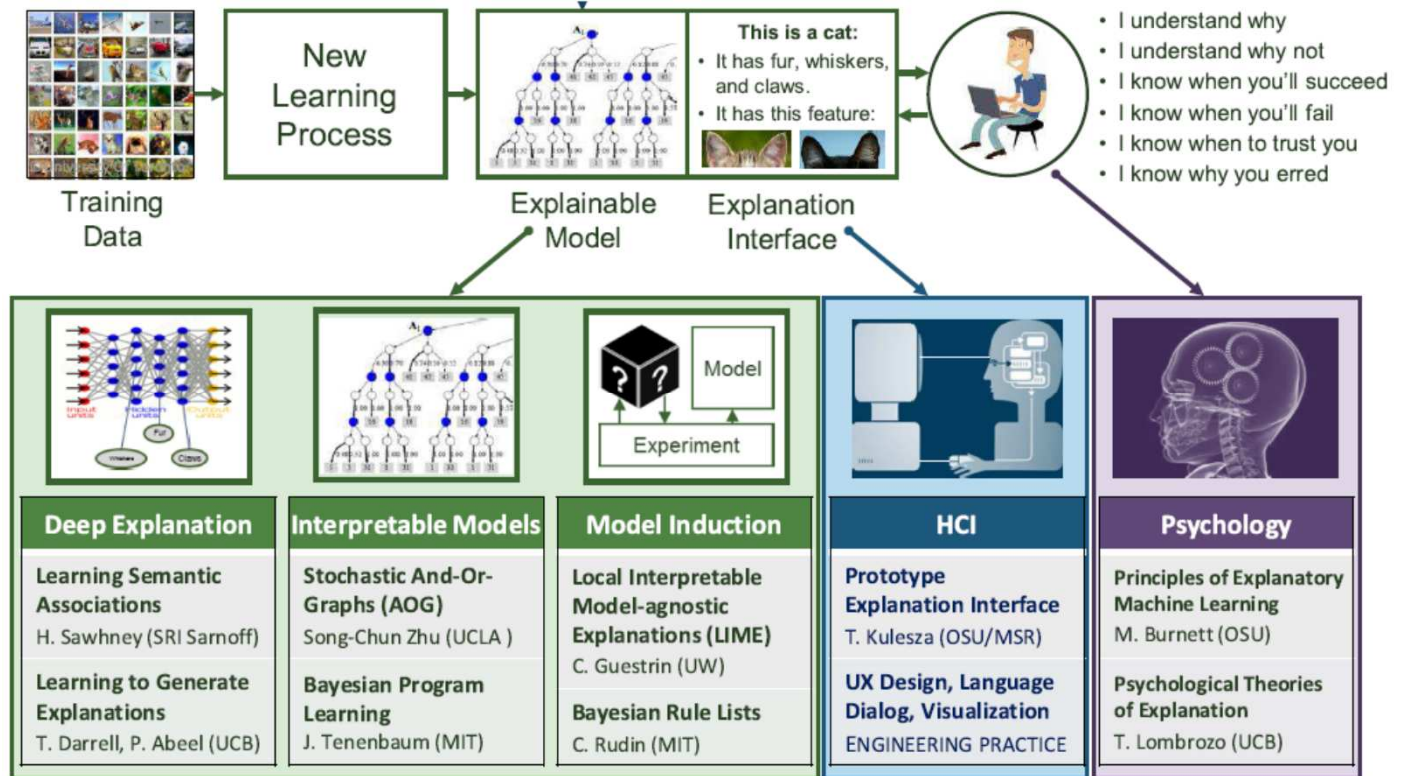 New
Learning
Process
This is a cat:
• It has fur, whiskers,
and claws.
• It has this feature:
• I understand why
• I understand why not
• I know when you'll succeed
• I know when you'll fail
• I know when to trust you
• I know why you erred
Training
Data
Explainable
Model
Explanation
Interface
Input
units
Hidden
units
Output
units
Fur
Whiskers
Claws
Model
Experiment
? ?
Deep Explanation
Learning Semantic
Associations
H. Sawhney (SRI Sarnoff)
Learning to Generate
Explanations
T. Darrell, P. Abeel (UCB)
Interpretable Models
Stochastic And-Or-
Graphs (AOG)
Song-Chun Zhu (UCLA )
Bayesian Program
Learning
J. Tenenbaum (MIT)
Model Induction
Local Interpretable
Model-agnostic
Explanations (LIME)
C. Guestrin (UW)
Bayesian Rule Lists
C. Rudin (MIT)
HCI
Prototype
Explanation Interface
T. Kulesza (OSU/MSR)
UX Design, Language
Dialog, Visualization
ENGINEERING PRACTICE
Psychology
Principles of Explanatory
Machine Learning
M. Burnett (OSU)
Psychological Theories
of Explanation
T. Lombrozo (UCB)